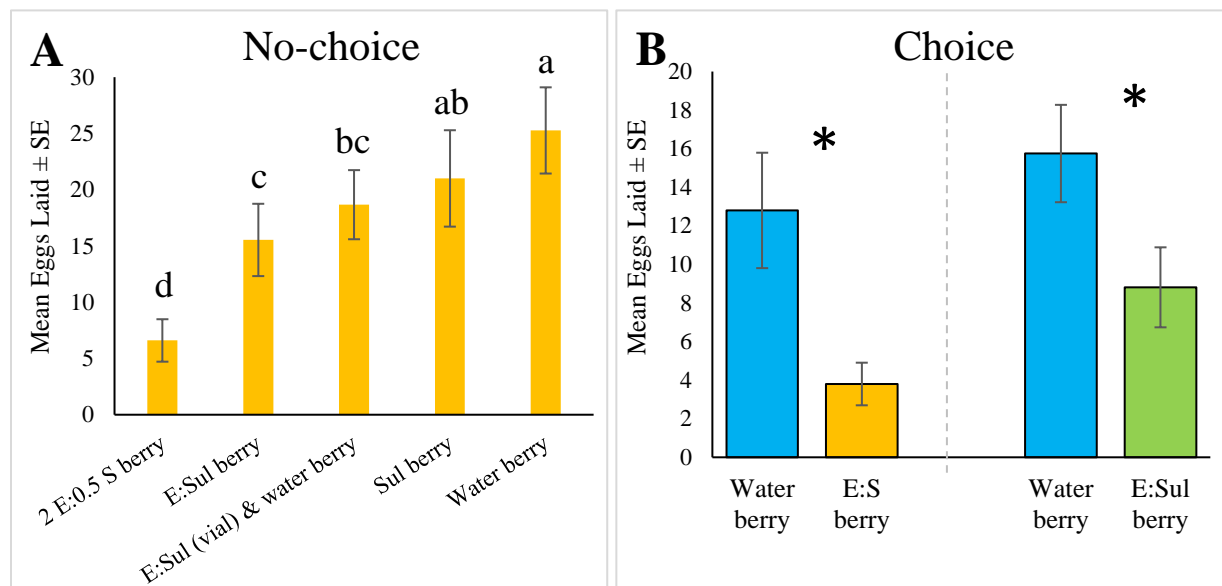 A
No-choice
Mean Eggs Laid ± SE
30
25
20
15
10
5
0
d
c
bc
ab
a
2 E:0.5 S berry
E:Sul berry
E:Sul (vial) & water berry
Sul berry
Water berry
B
Choice
Mean Eggs Laid ± SE
20
18
16
14
12
10
8
6
4
2
0
*
*
Water
berry
E:S
berry
Water
berry
E:Sul
berry